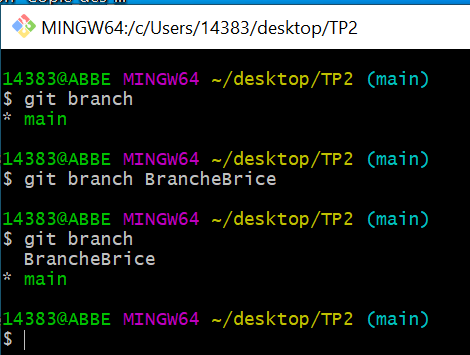 MINGW64:/c/Users/14383/desktop/TP2
14383@ABBE MINGW64 ~/desktop/TP2 (main)
$ git branch
* main
14383@ABBE MINGW64 ~/desktop/TP2 (main)
$ git branch BrancheBrice
14383@ABBE MINGW64 ~/desktop/TP2 (main)
$ git branch
  BrancheBrice
* main
14383@ABBE MINGW64 ~/desktop/TP2 (main)
$